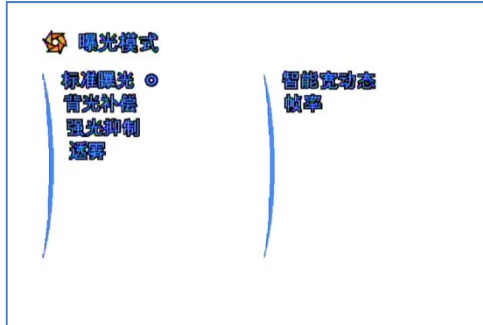 曝光模式
标准曝光
背光补偿
强光抑制
透雾
智能宽动态
帧率